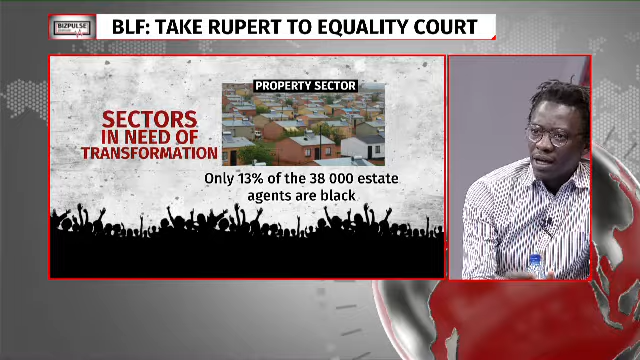 BIZPULSE
BLF: TAKE RUPERT TO EQUALITY COURT
PROPERTY SECTOR
SECTORS
IN NEED OF
TRANSFORMATION
Only 13% of the 38 000 estate
agents are black